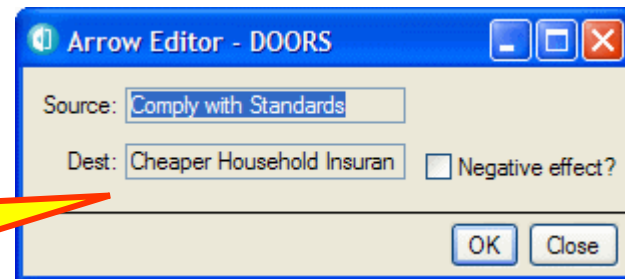 Arrow Editor - DOORS
Source: Comply with Standards
Dest: Cheaper Household Insuran
Negative effect?
OK Close